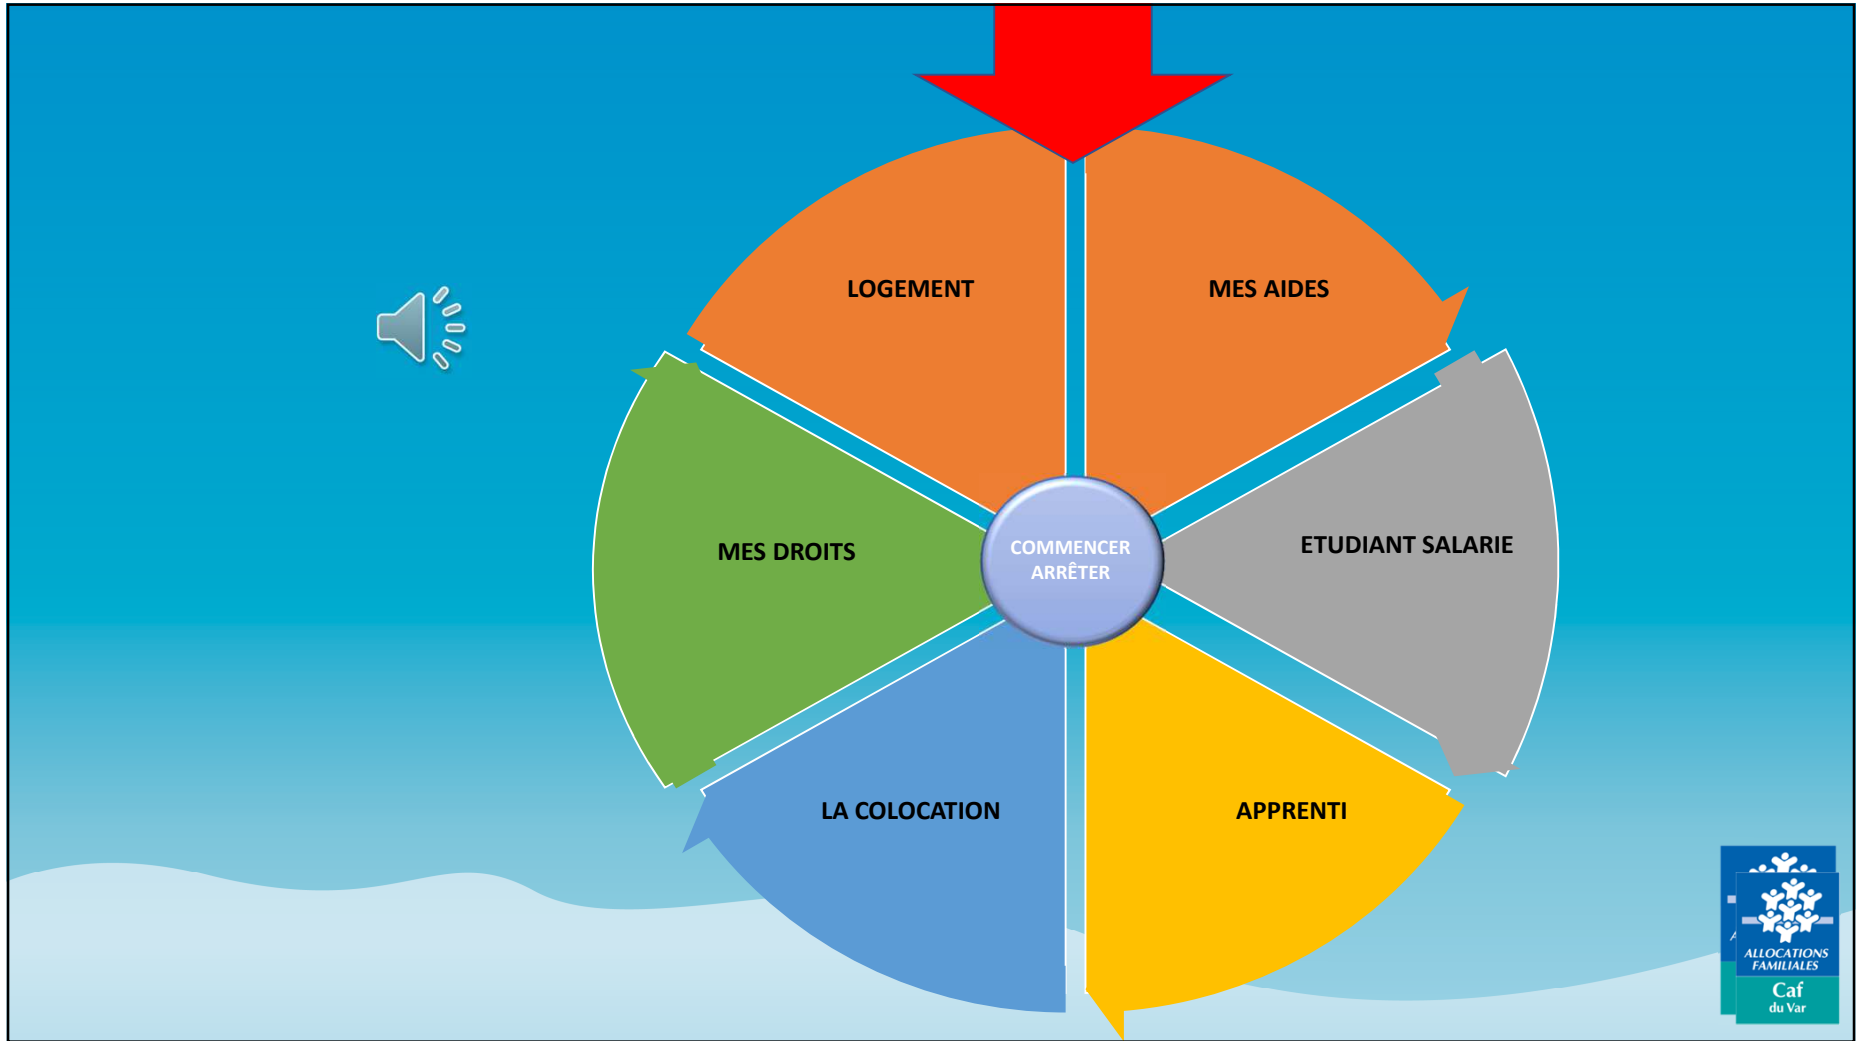 LOGEMENT
MES AIDES
MES DROITS
COMMENCER
ARRÊTER
ETUDIANT SALARIE
LA COLOCATION
APPRENTI
ALLOCATIONS
FAMILIALES
Caf
du Var